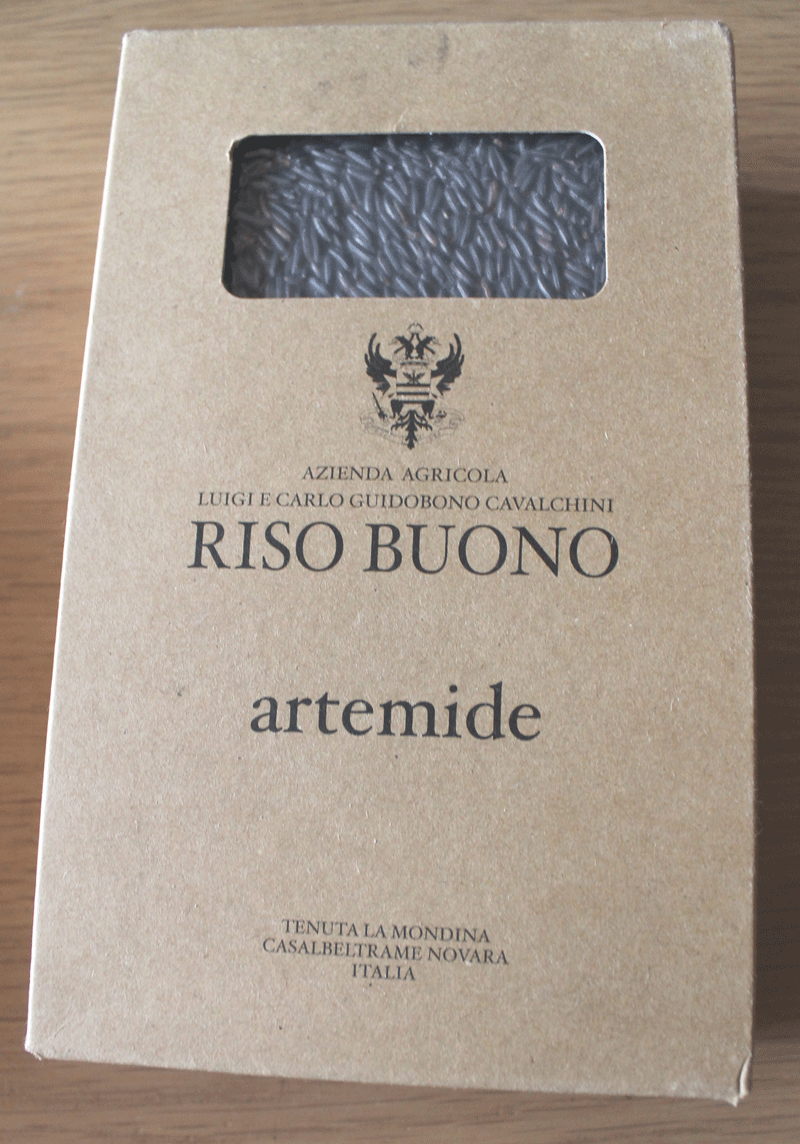 AZIENDA AGRICOLA
LUIGI E CARLO GUIDOBONO CAVALCHINI
RISO BUONO
artemide
TENUTA LA MONDINA
CASALBELTRAME NOVARA
ITALIA